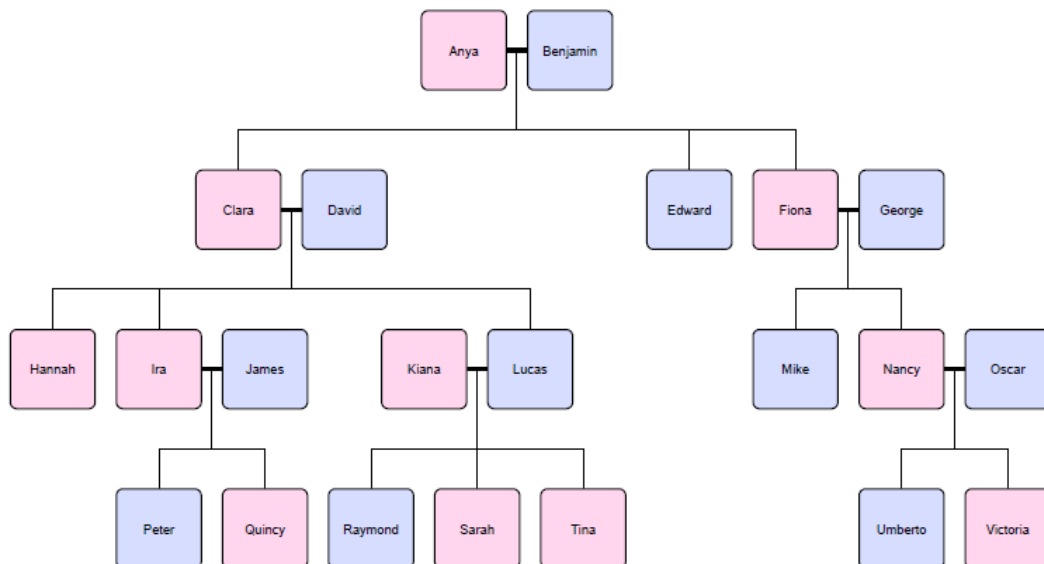 Anya
Benjamin
Clara
David
Edward
Fiona
George
Hannah
Ira
James
Kiana
Lucas
Mike
Nancy
Oscar
Peter
Quincy
Raymond
Sarah
Tina
Umberto
Victoria